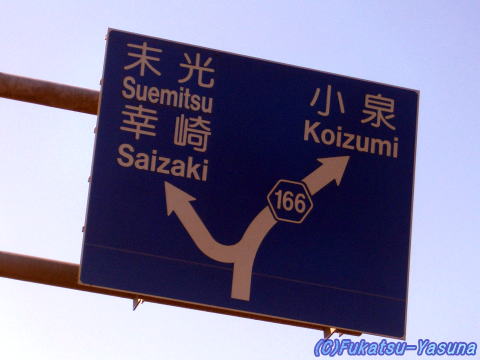 末光
Suemitsu
幸崎
Saizaki
小泉
Koizumi
166
(C)Fukatsu-Yasuna